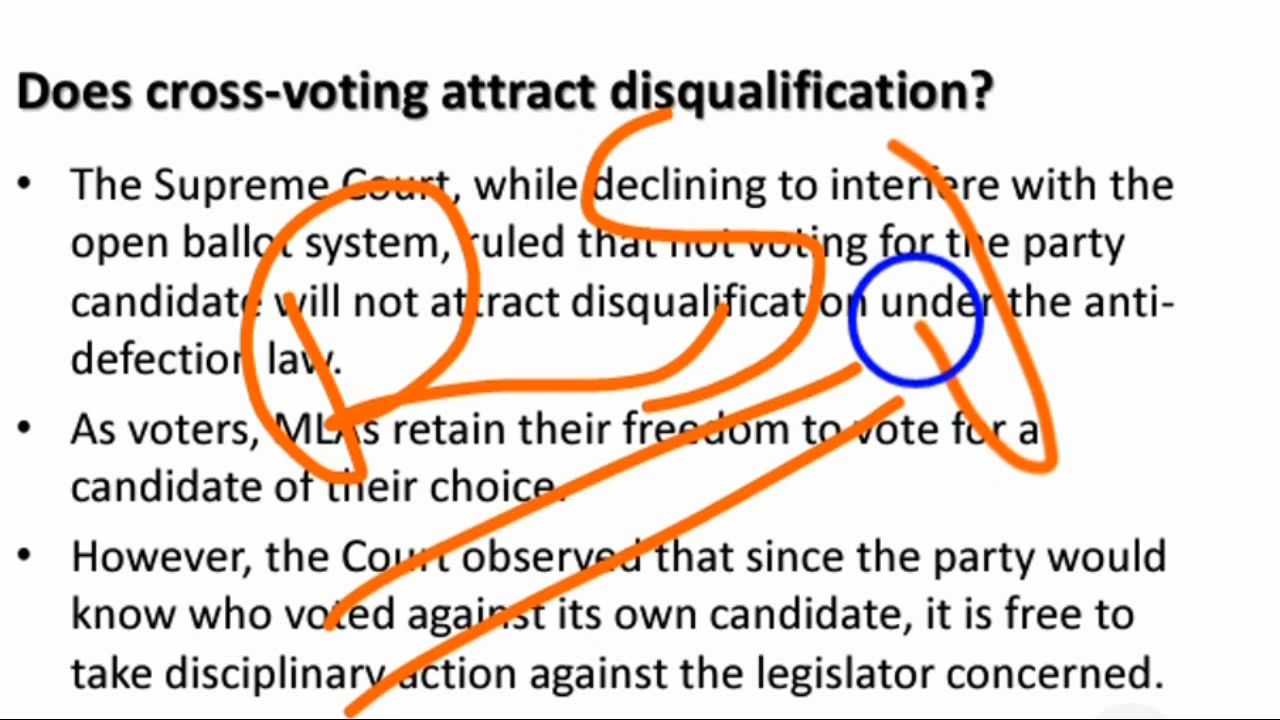 Does cross-voting attract disqualification?
• The Supreme Court, while declining to interfere with the
open ballot system, ruled that not voting for the party
candidate will not attract disqualification under the anti-
defection law.
• As voters, MLAs retain their freedom to vote for a
candidate of their choice.
• However, the Court observed that since the party would
know who voted against its own candidate, it is free to
take disciplinary action against the legislator concerned.